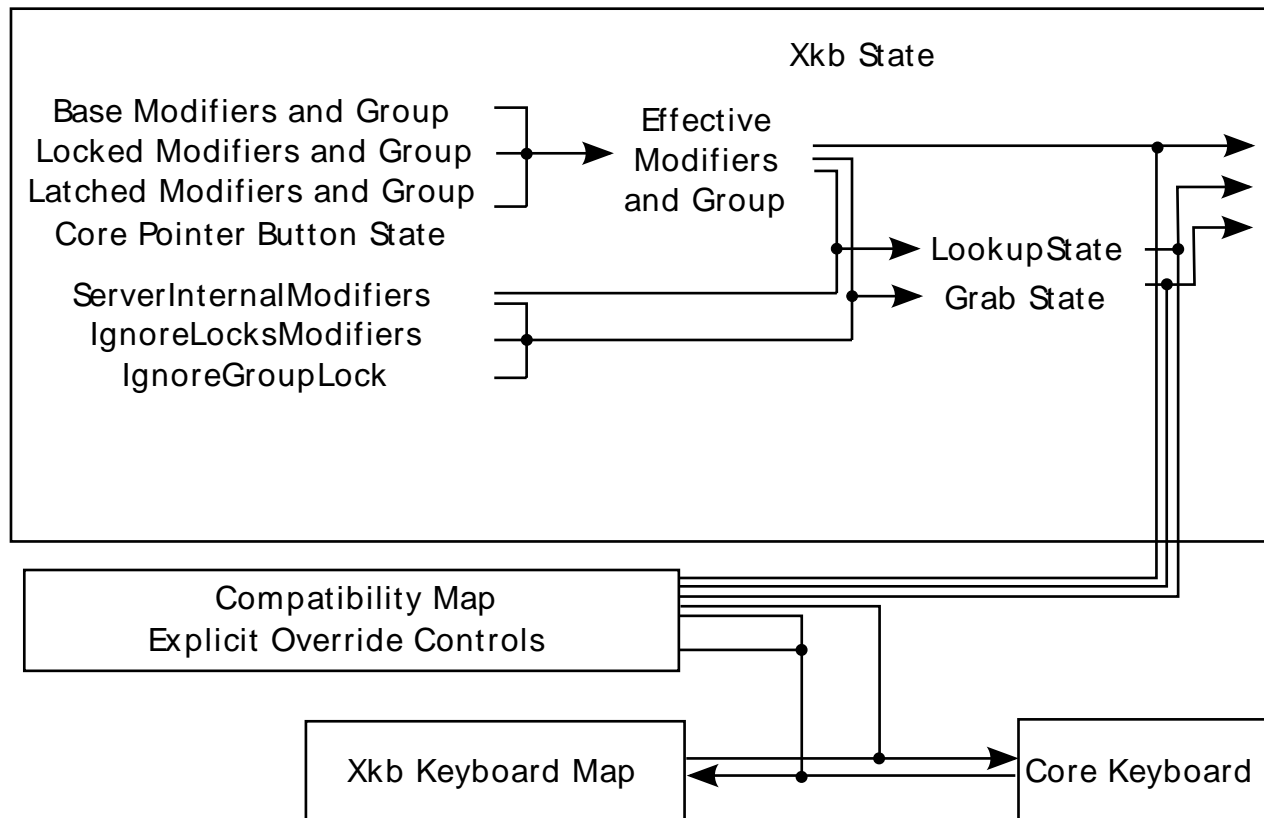 Xkb State
Base Modifiers and Group
Locked Modifiers and Group
Latched Modifiers and Group
Core Pointer Button State
Effective
Modifiers
and Group
ServerInternalModifiers
IgnoreLocksModifiers
IgnoreGroupLock
LookupState
Grab State
Compatibility Map
Explicit Override Controls
Xkb Keyboard Map
Core Keyboard